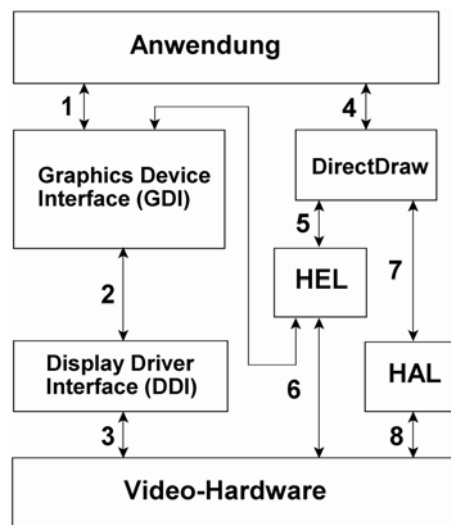 Anwendung
1
4
Graphics Device
Interface (GDI)
DirectDraw
5
2
HEL
7
Display Driver
Interface (DDI)
HAL
6
3
8
Video-Hardware